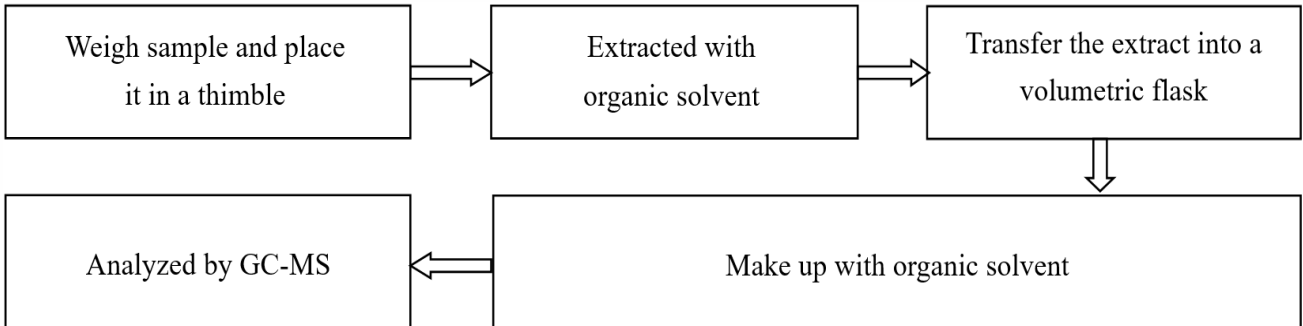 Weigh sample and place
it in a thimble
Extracted with
organic solvent
Transfer the extract into a
volumetric flask
Make up with organic solvent
Analyzed by GC-MS